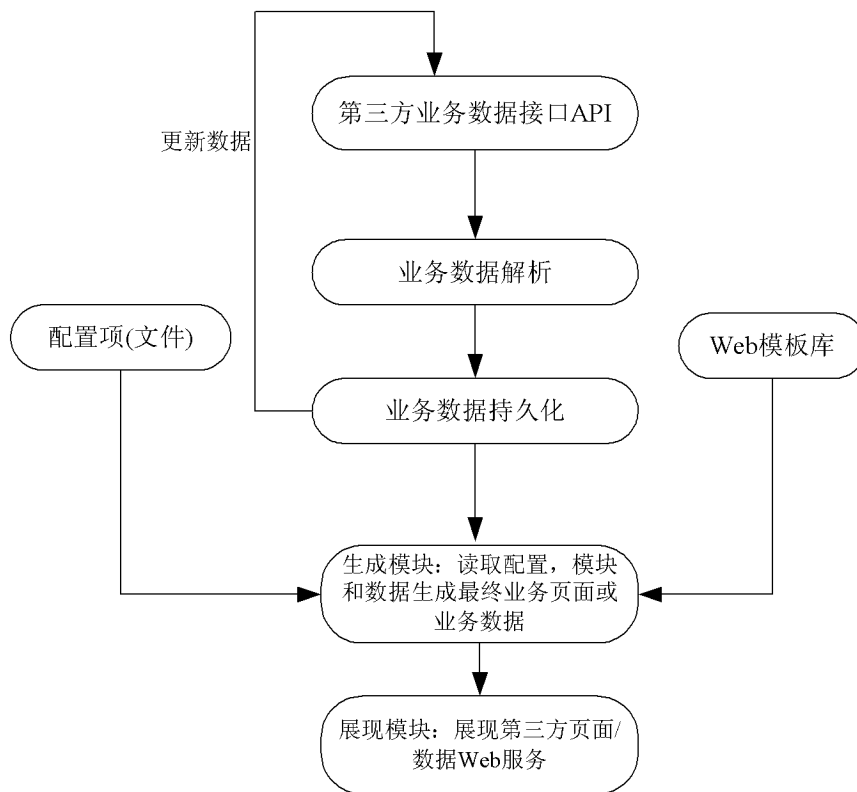 第三方业务数据接口API
更新数据
业务数据解析
配置项(文件)
Web模板库
业务数据持久化
生成模块：读取配置，模块
和数据生成最终业务页面或
业务数据
展现模块：展现第三方页面/
数据Web服务